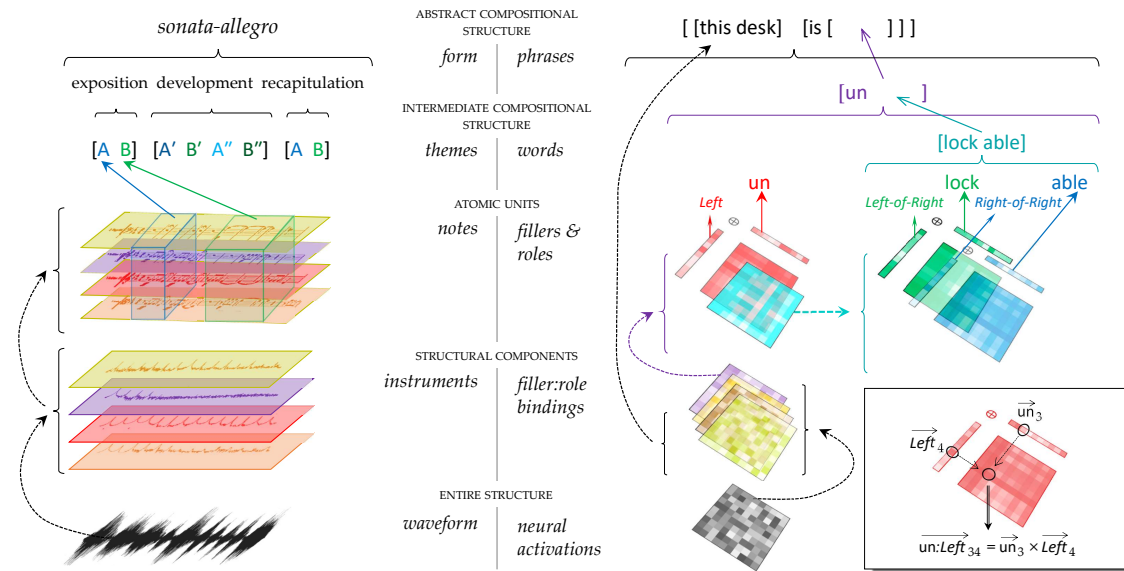 sonata-allegro
exposition development recapitulation
[A B] [A′ B′ A″ B″] [A B]
ABSTRACT COMPOSITIONAL
STRUCTURE
form phrases
INTERMEDIATE COMPOSITIONAL
STRUCTURE
themes words
ATOMIC UNITS
notes fillers &
roles
STRUCTURAL COMPONENTS
instruments filler:role
bindings
ENTIRE STRUCTURE
waveform neural
activations
[ [this desk] [is [ ] ] ]
[un ]
[lock able]
un lock able
Left Left-of-Right Right-of-Right
⊗ ⊗
⊗
⊗ un₃
Left₄
un:Left₃₄ = un₃ × Left₄